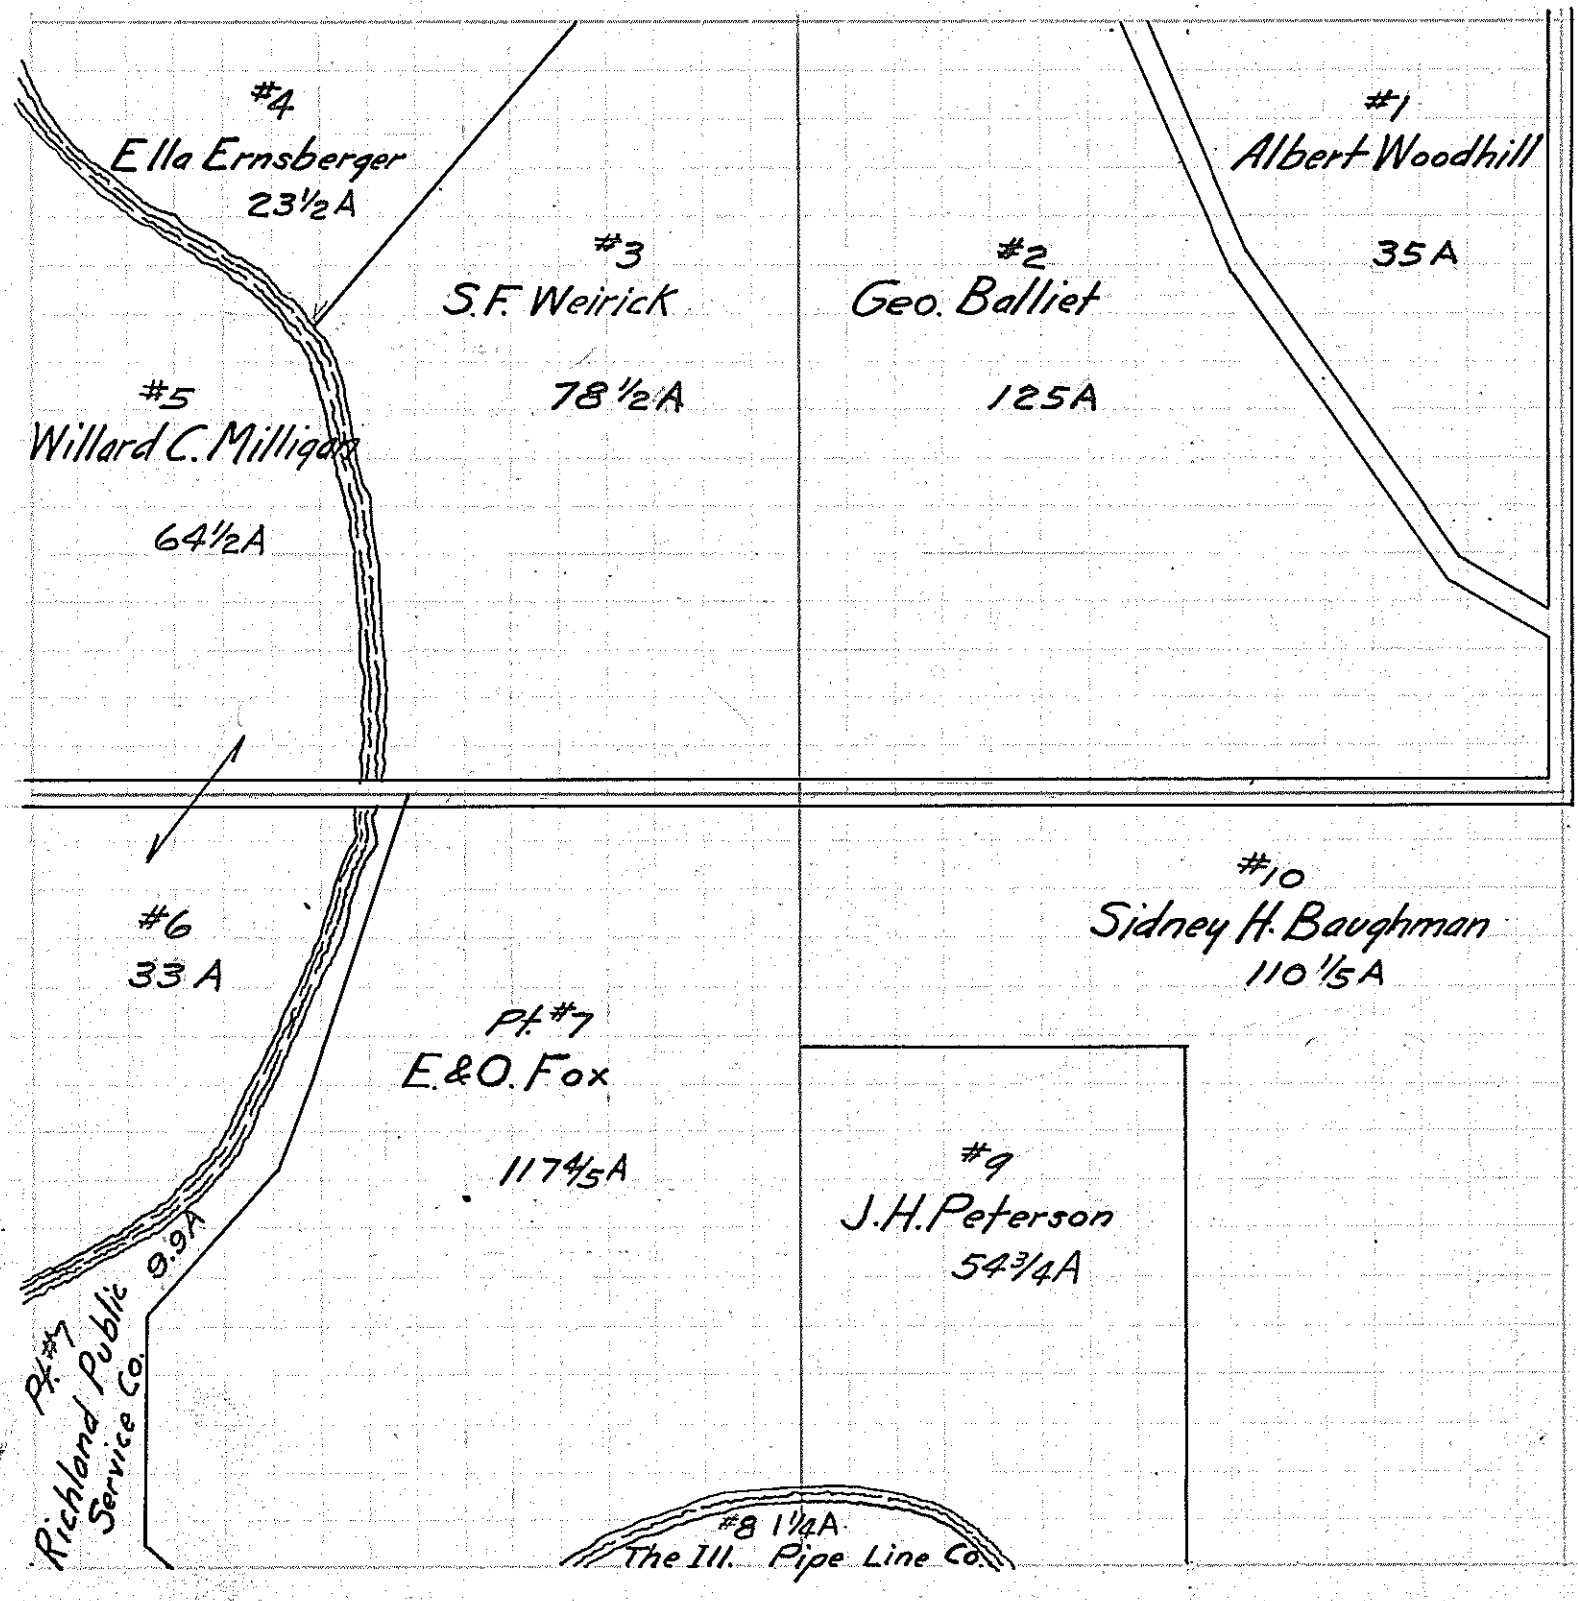 #4
Ella Ernsberger
23½A
#3
S.F. Weirick
78½A
#2
Geo. Balliet
125A
#1
Albert Woodhill
35A
#5
Willard C. Milligan
64½A
#6
33A
Pt. #7
E. & O. Fox
117⅘A
#10
Sidney H. Baughman
110⅕A
#9
J.H. Peterson
54¾A
9.9A
Pt. #7
Richland Public
Service Co.
#8 1¼A
The Ill. Pipe Line Co.